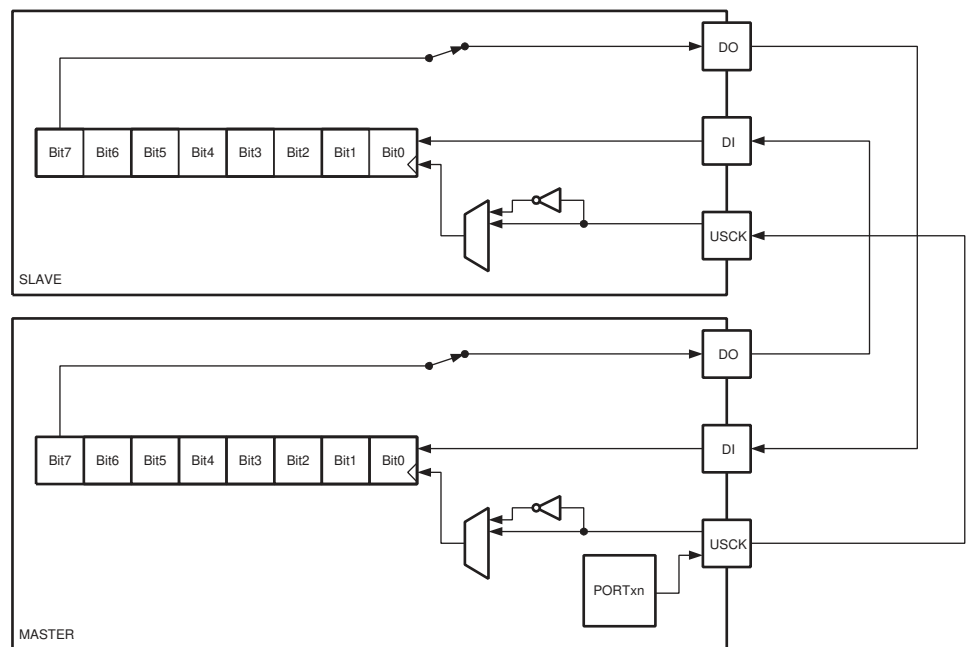 DO
Bit7 Bit6 Bit5 Bit4 Bit3 Bit2 Bit1 Bit0
DI
USCK
SLAVE
DO
Bit7 Bit6 Bit5 Bit4 Bit3 Bit2 Bit1 Bit0
DI
USCK
PORTxn
MASTER